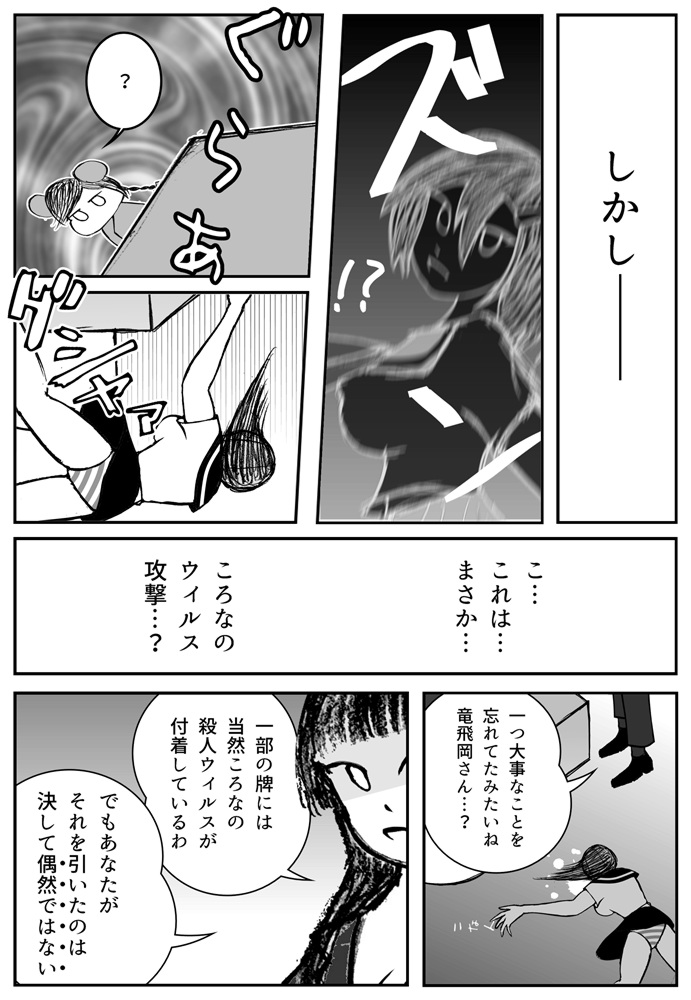 しかし――
ズンッ
!?
ぐらあ
?
ダンシャァァ
こ…
これは…
まさか…
ころなの
ウィルス
攻撃…?
一つ大事なことを
忘れてたみたいね
竜飛岡さん…?
一部の牌には
当然ころなの
殺人ウィルスが
付着しているわ
でもあなたが
それを引いたのは
決して偶然ではない